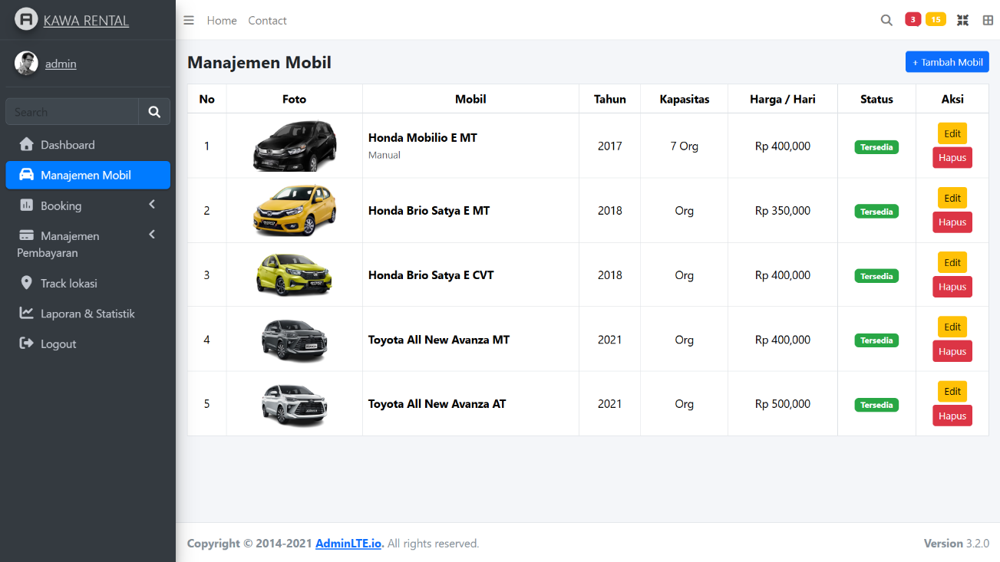 KAWA RENTAL
Home Contact 3 15
admin
Manajemen Mobil + Tambah Mobil
Search
Dashboard
Manajemen Mobil
Booking
Manajemen
Pembayaran
Track lokasi
Laporan & Statistik
Logout
No Foto Mobil Tahun Kapasitas Harga / Hari Status Aksi
1 Honda Mobilio E MT 2017 7 Org Rp 400,000 Tersedia Edit
Manual Hapus
2 Honda Brio Satya E MT 2018 Org Rp 350,000 Tersedia Edit
Hapus
3 Honda Brio Satya E CVT 2018 Org Rp 400,000 Tersedia Edit
Hapus
4 Toyota All New Avanza MT 2021 Org Rp 400,000 Tersedia Edit
Hapus
5 Toyota All New Avanza AT 2021 Org Rp 500,000 Tersedia Edit
Hapus
Copyright © 2014-2021 AdminLTE.io. All rights reserved. Version 3.2.0